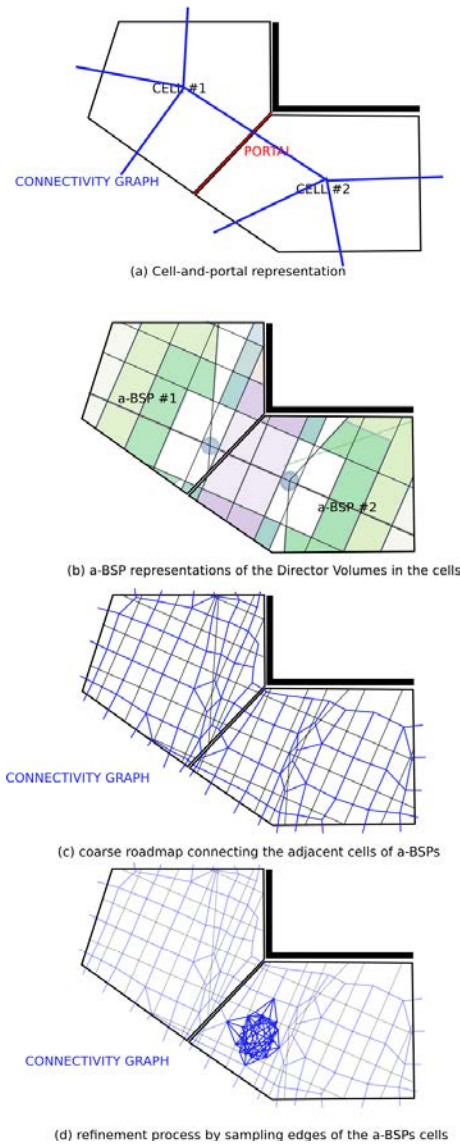 CELL #1
PORTAL
CONNECTIVITY GRAPH
CELL #2
(a) Cell-and-portal representation
a-BSP #1
a-BSP #2
(b) a-BSP representations of the Director Volumes in the cells
CONNECTIVITY GRAPH
(c) coarse roadmap connecting the adjacent cells of a-BSPs
CONNECTIVITY GRAPH
(d) refinement process by sampling edges of the a-BSPs cells